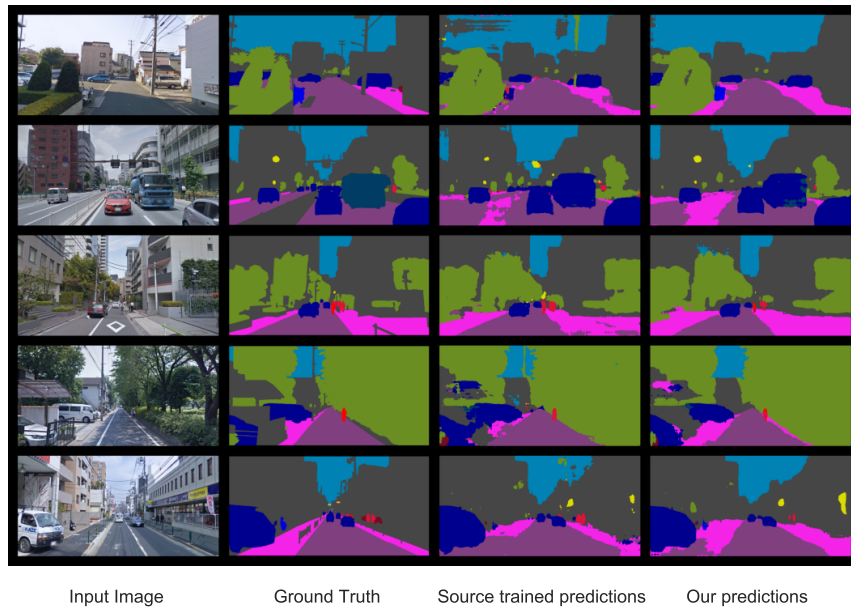 Input Image
Ground Truth
Source trained predictions
Our predictions